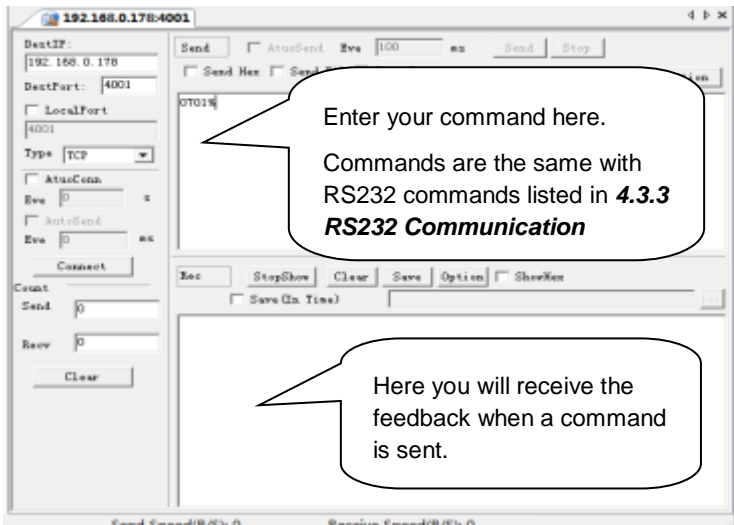 192.168.0.178:4001
DestIP:
192.168.0.178
DestPort: 4001
LocalPort
4001
Type TCP
AtuoConn
Eve 0 s
AutoSend
Eve 0 ms
Connect
Count
Send 0
Recv 0
Clear
Send AtuoSend Eve 100 ms Send Stop
Send Hex Send
0T01%
Enter your command here.
Commands are the same with
RS232 commands listed in 4.3.3
RS232 Communication
Rec StopShow Clear Save Option ShowHex
Save(In Time) ...
Here you will receive the
feedback when a command
is sent.
Send Speed(B/S): 0 Receive Speed(B/S): 0